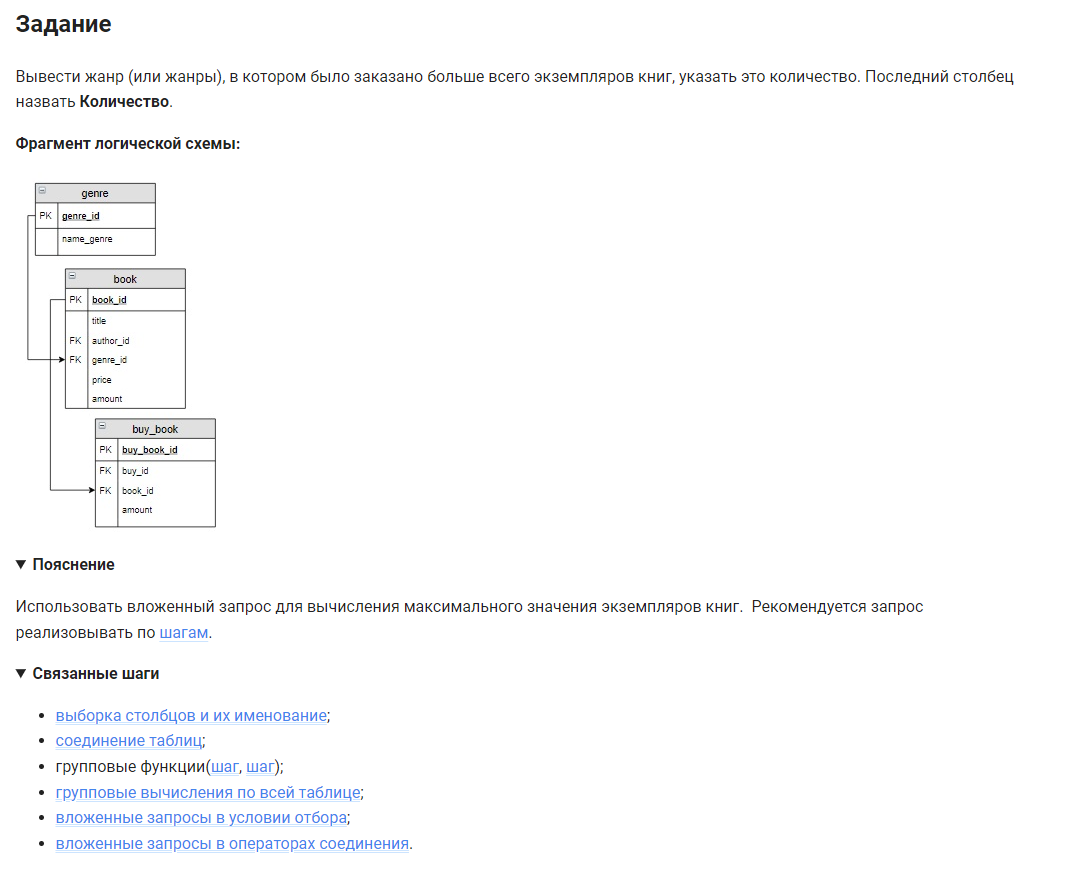 Задание
Вывести жанр (или жанры), в котором было заказано больше всего экземпляров книг, указать это количество. Последний столбец
назвать Количество.
Фрагмент логической схемы:
genre
PK genre_id
name_genre
book
PK book_id
title
FK author_id
FK genre_id
price
amount
buy_book
PK buy_book_id
FK buy_id
FK book_id
amount
▼ Пояснение
Использовать вложенный запрос для вычисления максимального значения экземпляров книг. Рекомендуется запрос
реализовывать по шагам.
▼ Связанные шаги
• выборка столбцов и их именование;
• соединение таблиц;
• групповые функции(шаг, шаг);
• групповые вычисления по всей таблице;
• вложенные запросы в условии отбора;
• вложенные запросы в операторах соединения.